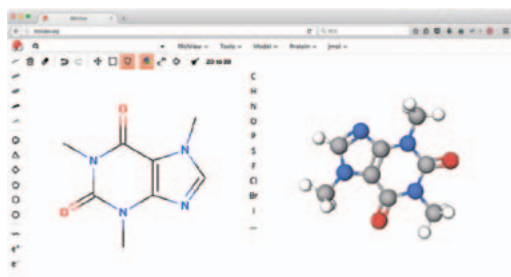 MolView
molview.org
MolView Tools Model Protein Jmol
2D to 3D
C
H
N
O
P
S
F
Cl
Br
I
O
N
N
O
N
N
e⁺
e⁻